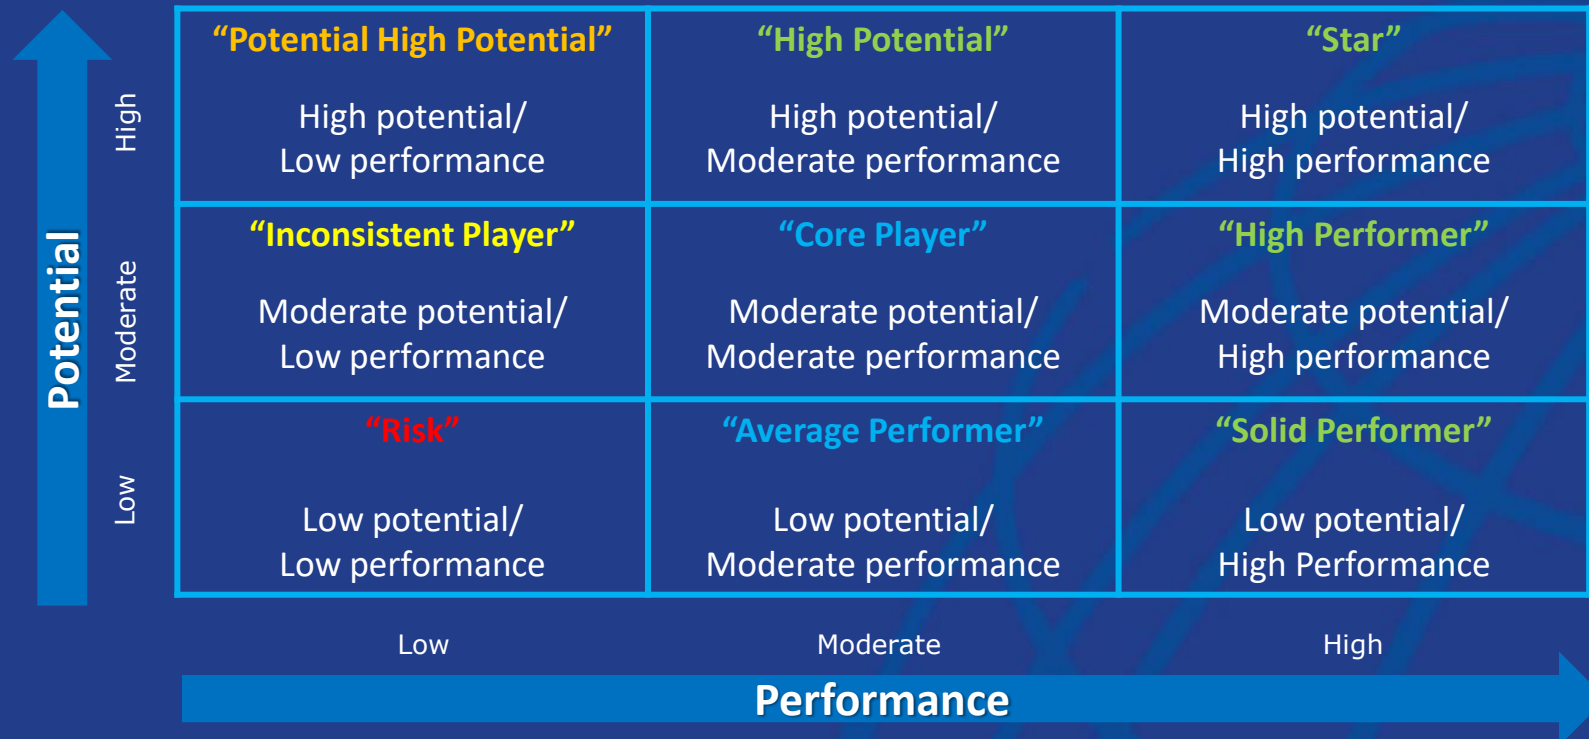 “Potential High Potential”
High potential/
Low performance
“High Potential”
High potential/
Moderate performance
“Star”
High potential/
High performance
“Inconsistent Player”
Moderate potential/
Low performance
“Core Player”
Moderate potential/
Moderate performance
“High Performer”
Moderate potential/
High performance
“Risk”
Low potential/
Low performance
“Average Performer”
Low potential/
Moderate performance
“Solid Performer”
Low potential/
High Performance
Potential
High
Moderate
Low
Low
Moderate
High
Performance